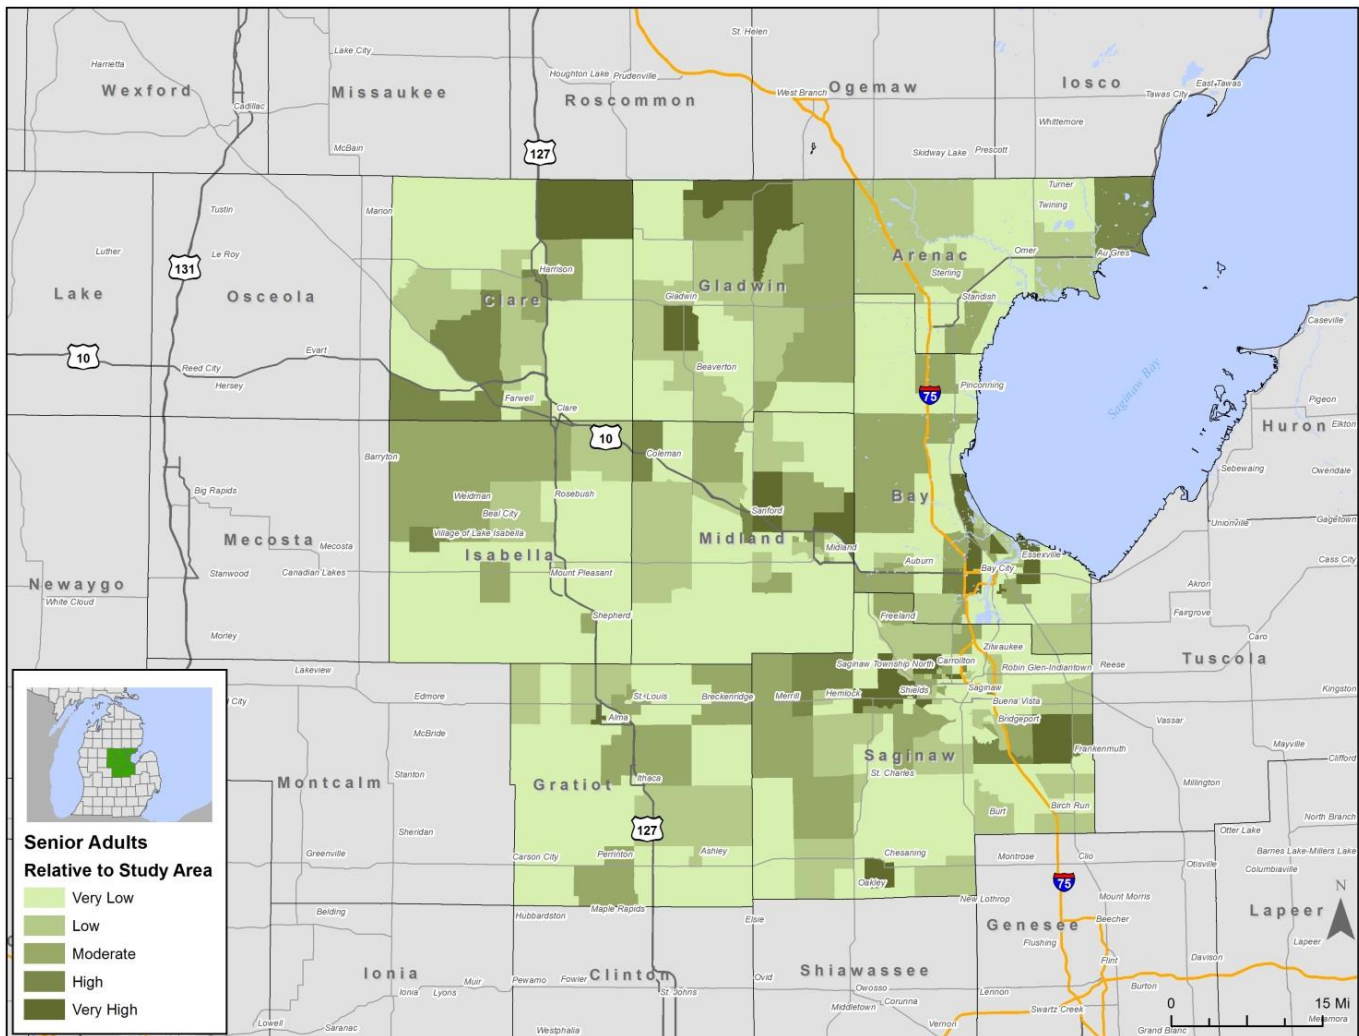 St. Helen
Lake City
Harrietta
Houghton Lake
Prudenville
Wexford
Missaukee
Roscommon
Ogemaw
Iosco
East Tawas
Tawas City
West Branch
Cadillac
Whittemore
McBain
127
Skidway Lake
Prescott
Marion
Tustin
Turner
Twining
Luther
Le Roy
131
Arenac
Omer
Au Gres
Harrison
Sterling
Lake
Osceola
Clare
Gladwin
Gladwin
Standish
10
Evart
Reed City
Hersey
Beaverton
Pinconning
Saginaw Bay
Caseville
75
Farwell
Clare
10
Pigeon
Huron
Elkton
Barryton
Coleman
Sebewaing
Owendale
Big Rapids
Weidman
Rosebush
Bay
Beal City
Sanford
Unionville
Gagetown
Village of Lake Isabella
Mecosta
Mecosta
Isabella
Midland
Midland
Essexville
Auburn
Bay City
Cass City
Stanwood
Canadian Lakes
Mount Pleasant
Newaygo
White Cloud
Akron
Shepherd
Freeland
Fairgrove
Morley
Zilwaukee
Caro
Lakeview
Saginaw Township North
Carrollton
Robin Glen-Indiantown
Reese
Tuscola
Edmore
St. Louis
Breckenridge
Merrill
Hemlock
Shields
Saginaw
Kingston
City
Buena Vista
McBride
Alma
Bridgeport
Vassar
Frankenmuth
Mayville
Saginaw
Clifford
Montcalm
Stanton
Gratiot
Ithaca
St. Charles
Millington
Burt
Birch Run
North Branch
Sheridan
127
Otter Lake
Greenville
Carson City
Perrinton
Ashley
Chesaning
Montrose
Clio
Otisville
Barnes Lake-Millers Lake
Columbiaville
Oakley
75
N
Belding
Hubbardston
Maple Rapids
Elsie
New Lothrop
Mount Morris
Genesee
Beecher
Lapeer
Flushing
Lapeer
Ionia
Muir
Pewamo
Fowler
Clinton
Ovid
Shiawassee
Flint
Davison
Ionia
Lyons
St. Johns
Owosso
Lennon
Burton
Middletown
Corunna
Swartz Creek
Lowell
Saranac
Westphalia
Vernon
Grand Blanc
Metamora
0
15 Mi
Senior Adults
Relative to Study Area
Very Low
Low
Moderate
High
Very High